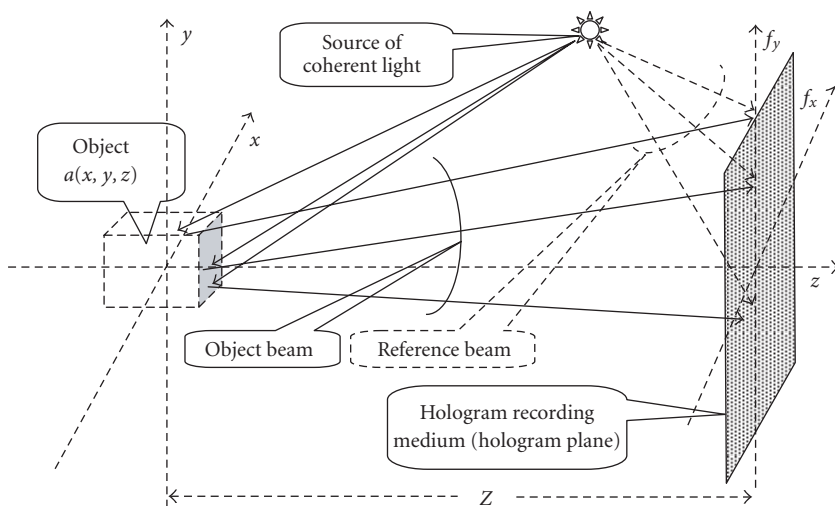 y
Source of
coherent light
f_y
f_x
Object
a(x, y, z)
x
z
Object beam
Reference beam
Hologram recording
medium (hologram plane)
Z